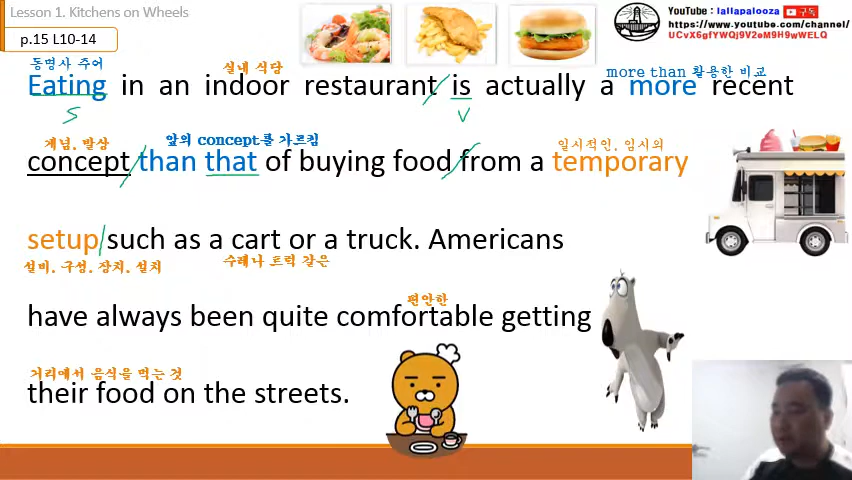 Lesson 1. Kitchens on Wheels
p.15 L10-14
YouTube : lallapalooza 구독
https://www.youtube.com/channel/
UCvX6gfYWQj9V2eM9H9wWELQ
동명사 주어
실내 식당
more than 활용한 비교
Eating in an indoor restaurant is actually a more recent
S
V
개념. 발상
앞의 concept를 가르킴
일시적인. 임시의
concept than that of buying food from a temporary
setup such as a cart or a truck. Americans
설비. 구성. 장치. 설치
수레나 트럭 같은
편안한
have always been quite comfortable getting
거리에서 음식을 먹는 것
their food on the streets.